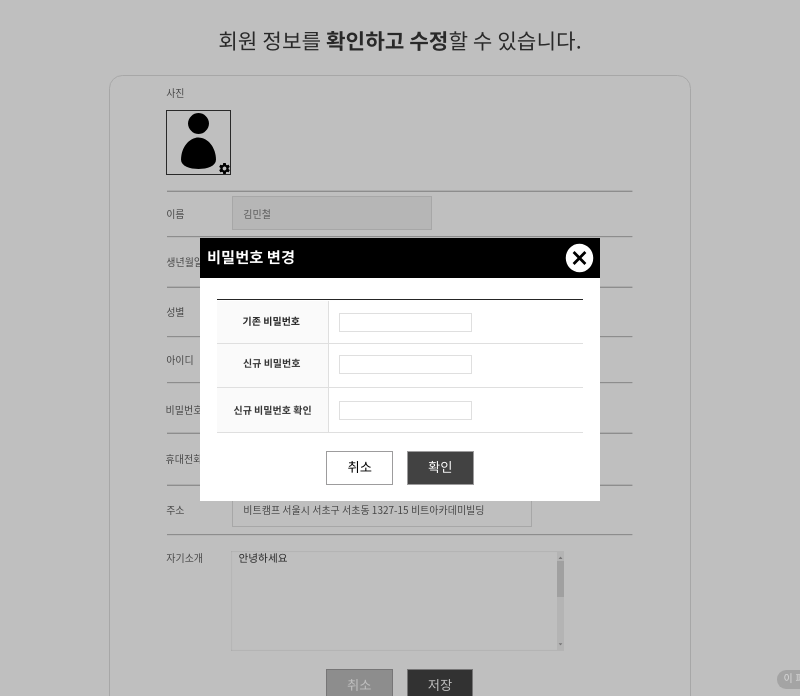 회원 정보를 확인하고 수정할 수 있습니다.
사진
이름 김민철
생년월일
비밀번호 변경
성별
기존 비밀번호
아이디
신규 비밀번호
비밀번호
신규 비밀번호 확인
휴대전화
취소 확인
주소 비트캠프 서울시 서초구 서초동 1327-15 비트아카데미빌딩
자기소개 안녕하세요
취소 저장
이